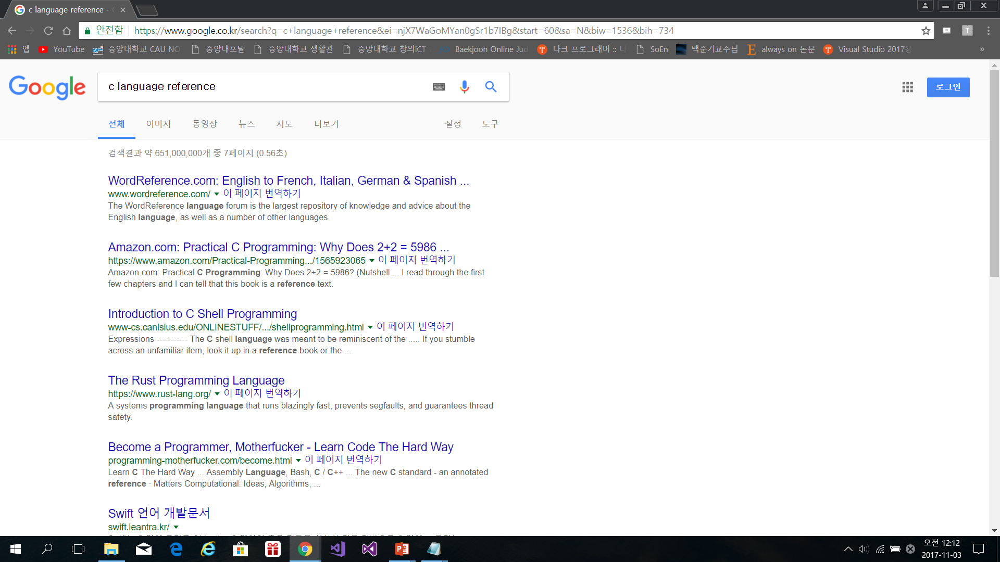 c language reference -
안전함 https://www.google.co.kr/search?q=c+language+reference&ei=njX7WaGoMYan0gSr1b7IBg&start=60&sa=N&biw=1536&bih=734
앱 YouTube 중앙대학교 CAU NO 중앙대포탈 중앙대학교 생활관 중앙대학교 창의ICT Baekjoon Online Jud 다크 프로그래머 :: SoEn 백준기교수님 always on 논문 Visual Studio 2017용 »
Google c language reference 로그인
전체 이미지 동영상 뉴스 지도 더보기 설정 도구
검색결과 약 651,000,000개 중 7페이지 (0.56초)
WordReference.com: English to French, Italian, German & Spanish ...
www.wordreference.com/ 이 페이지 번역하기
The WordReference language forum is the largest repository of knowledge and advice about the
English language, as well as a number of other languages.
Amazon.com: Practical C Programming: Why Does 2+2 = 5986 ...
https://www.amazon.com/Practical-Programming.../1565923065 이 페이지 번역하기
Amazon.com: Practical C Programming: Why Does 2+2 = 5986? (Nutshell ... I read through the first
few chapters and I can tell that this book is a reference text.
Introduction to C Shell Programming
www-cs.canisius.edu/ONLINESTUFF/.../shellprogramming.html 이 페이지 번역하기
Expressions ----------- The C shell language was meant to be reminiscent of the ..... If you stumble
across an unfamiliar item, look it up in a reference book or the ...
The Rust Programming Language
https://www.rust-lang.org/ 이 페이지 번역하기
A systems programming language that runs blazingly fast, prevents segfaults, and guarantees thread
safety.
Become a Programmer, Motherfucker - Learn Code The Hard Way
programming-motherfucker.com/become.html 이 페이지 번역하기
Learn C The Hard Way ... Assembly Language, Bash, C / C++ ... The new C standard - an annotated
reference · Matters Computational: Ideas, Algorithms, ...
Swift 언어 개발문서
swift.leantra.kr/
오전 12:12
2017-11-03